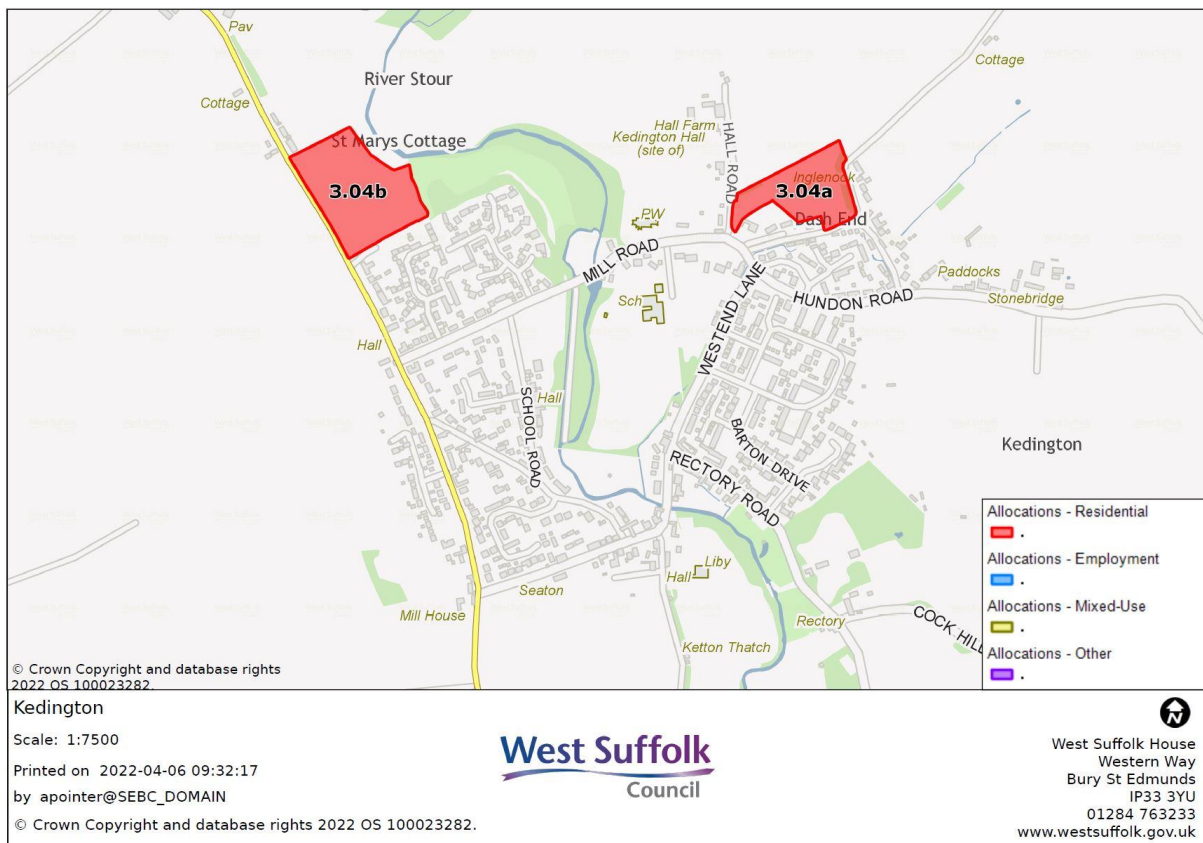 Pav
River Stour
Cottage
Cottage
St Marys Cottage
Hall Farm
Kedington Hall
(site of)
HALL ROAD
3.04b
Inglenook
3.04a
Dash End
PW
MILL ROAD
Paddocks
Stonebridge
HUNDON ROAD
Sch
WESTEND LANE
Hall
SCHOOL ROAD
Hall
BARTON DRIVE
Kedington
RECTORY ROAD
Liby
Hall
Seaton
Mill House
Rectory
COCK HIL
Ketton Thatch
Allocations - Residential
.
Allocations - Employment
.
Allocations - Mixed-Use
.
Allocations - Other
.
© Crown Copyright and database rights
2022 OS 100023282.
Kedington
Scale: 1:7500
Printed on 2022-04-06 09:32:17
by apointer@SEBC_DOMAIN
© Crown Copyright and database rights 2022 OS 100023282.
West Suffolk
Council
N
West Suffolk House
Western Way
Bury St Edmunds
IP33 3YU
01284 763233
www.westsuffolk.gov.uk